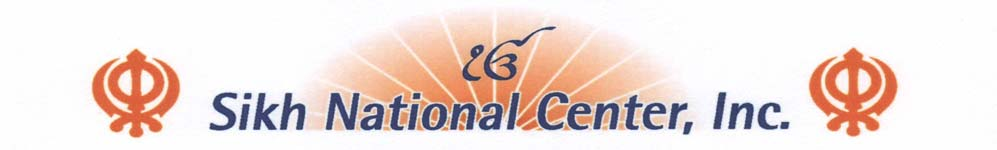 ੴ
Sikh National Center, Inc.